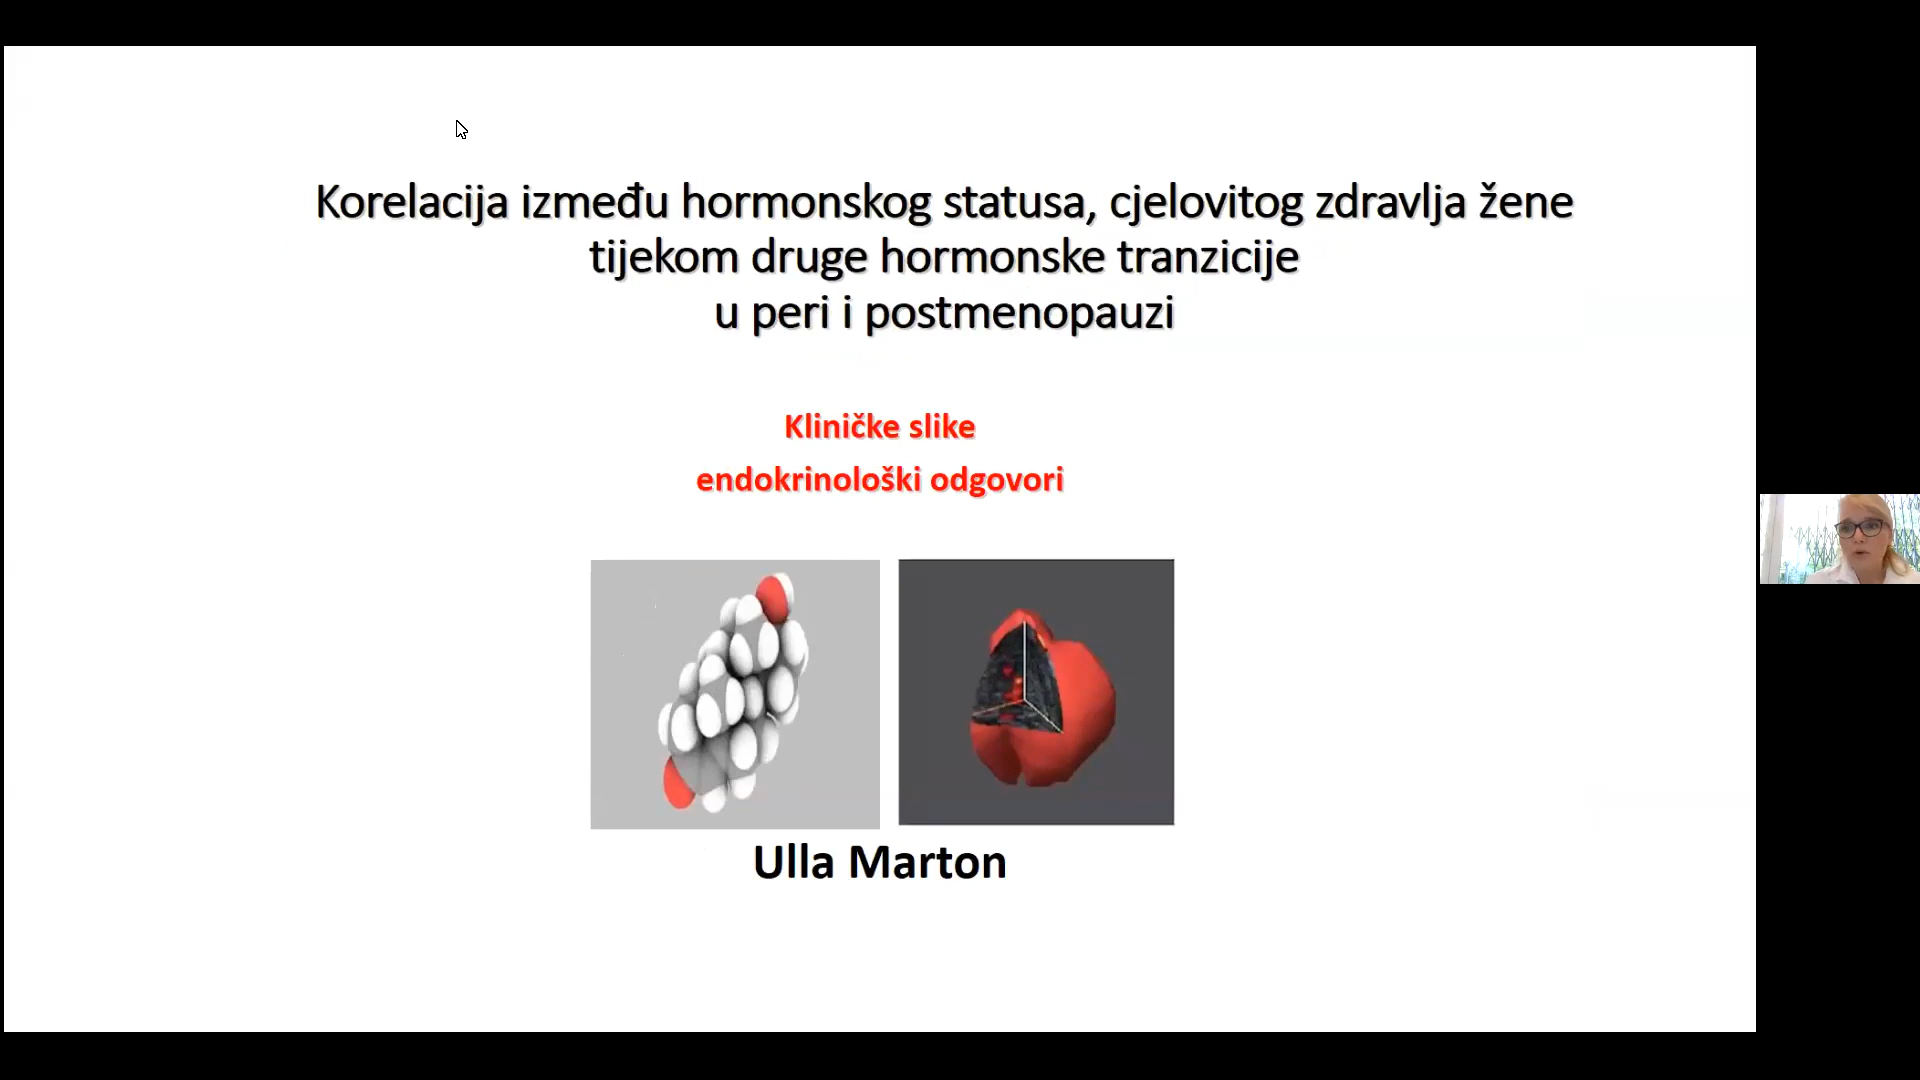 Korelacija između hormonskog statusa, cjelovitog zdravlja žene
tijekom druge hormonske tranzicije
u peri i postmenopauzi
Kliničke slike
endokrinološki odgovori
Ulla Marton